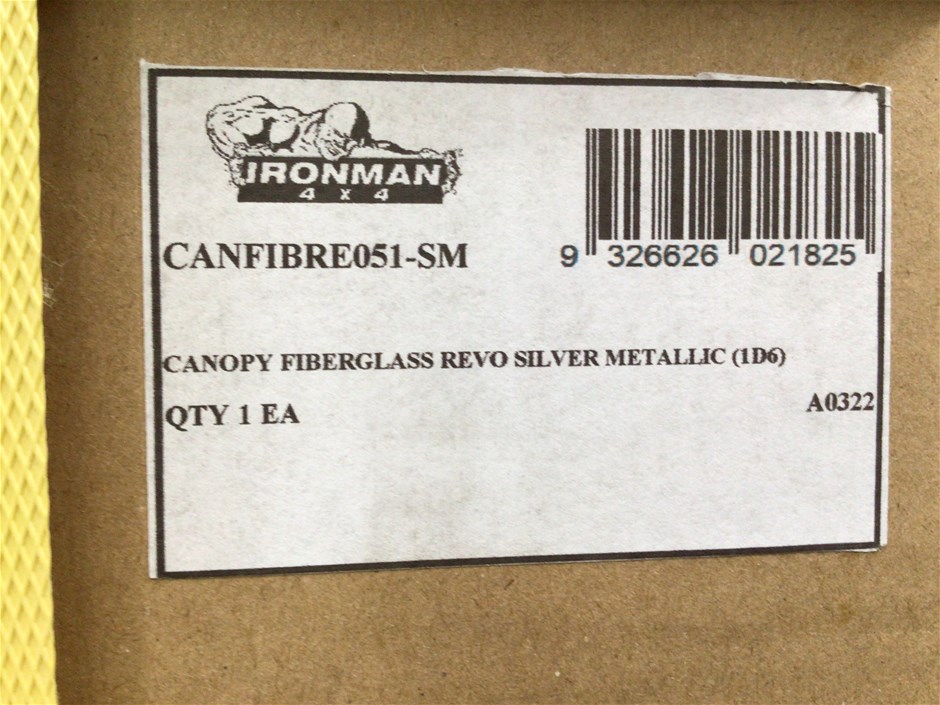 IRONMAN
4 X 4
CANFIBRE051-SM
9 326626 021825
CANOPY FIBERGLASS REVO SILVER METALLIC (1D6)
QTY 1 EA
A0322